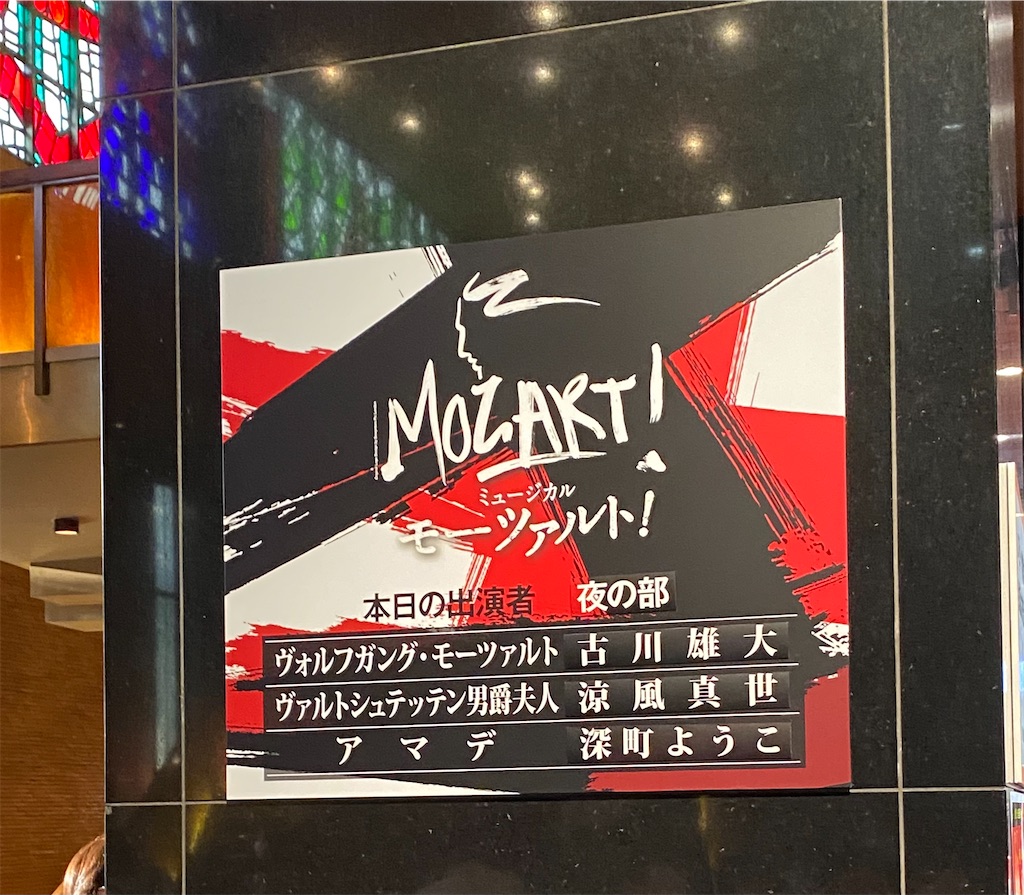 MOZART!
ミュージカル
モーツァルト!
本日の出演者 夜の部
ヴォルフガング・モーツァルト 古川雄大
ヴァルトシュテッテン男爵夫人 涼風真世
アマデ 深町ようこ